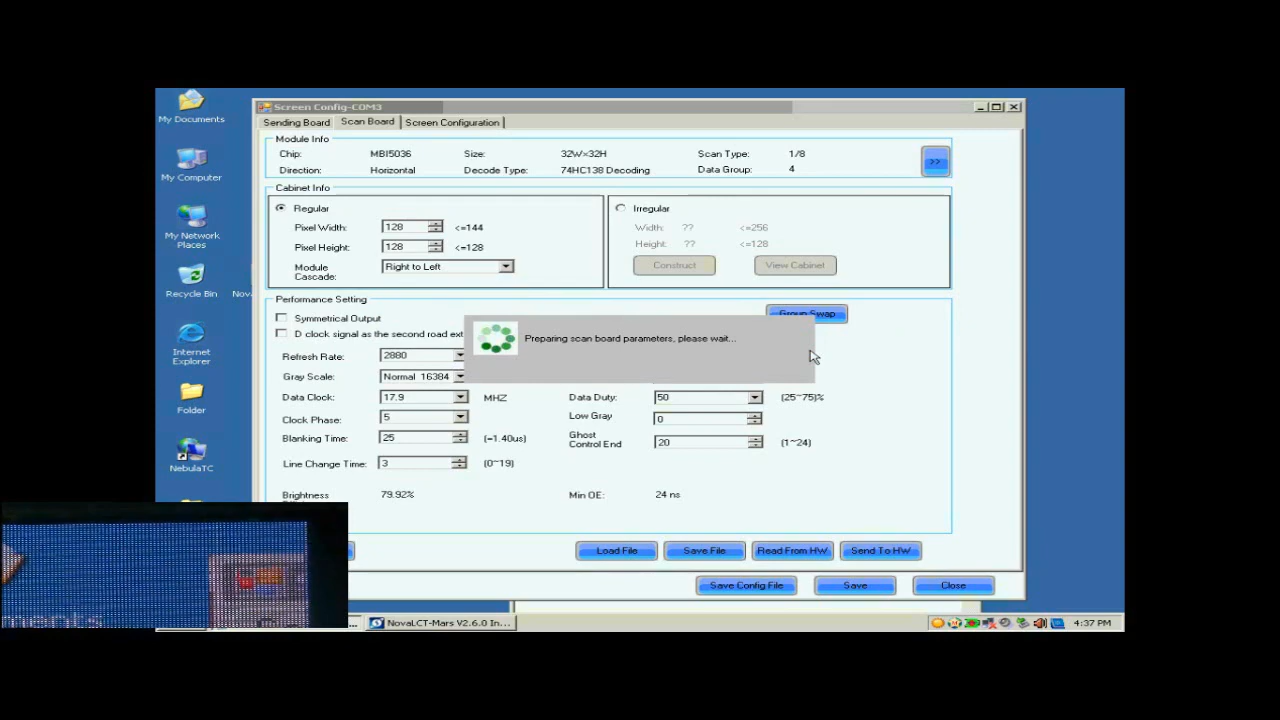 My Documents
My Computer
My Network
Places
Recycle Bin
Internet
Explorer
Folder
NebulaTC
Screen Config-COM3
Sending Board Scan Board Screen Configuration
Module Info
Chip: MBI5036 Size: 32W×32H Scan Type: 1/8
Direction: Horizontal Decode Type: 74HC138 Decoding Data Group: 4
>>
Cabinet Info
Regular
Pixel Width: 128 <=144
Pixel Height: 128 <=128
Module
Cascade: Right to Left
Irregular
Width: ?? <=256
Height: ?? <=128
Construct View Cabinet
Performance Setting
Symmetrical Output Group Swap
D clock signal as the second road ext
Preparing scan board parameters, please wait...
Refresh Rate: 2880
Gray Scale: Normal 16384
Data Clock: 17.9 MHZ Data Duty: 50 (25~75)%
Clock Phase: 5 Low Gray 0
Blanking Time: 25 (=1.40us) Ghost
Control End 20 (1~24)
Line Change Time: 3 (0~19)
Brightness 79.92% Min OE: 24 ns
Load File Save File Read From HW Send To HW
Save Config File Save Close
NovaLCT-Mars V2.6.0 In...
4:37 PM